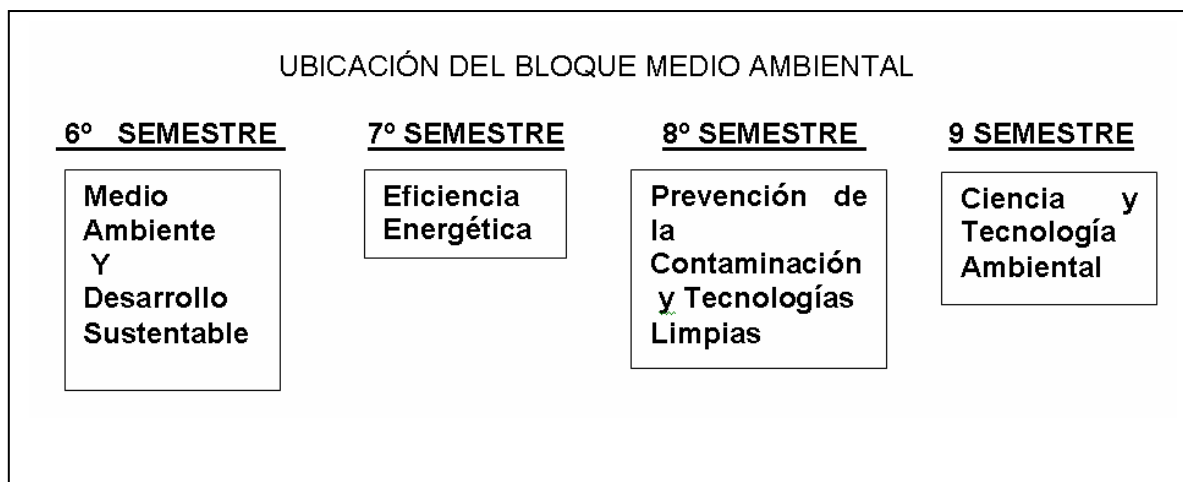 UBICACIÓN DEL BLOQUE MEDIO AMBIENTAL
6º SEMESTRE
Medio
Ambiente
Y
Desarrollo
Sustentable
7º SEMESTRE
Eficiencia
Energética
8º SEMESTRE
Prevención de
la
Contaminación
y Tecnologías
Limpias
9 SEMESTRE
Ciencia y
Tecnología
Ambiental